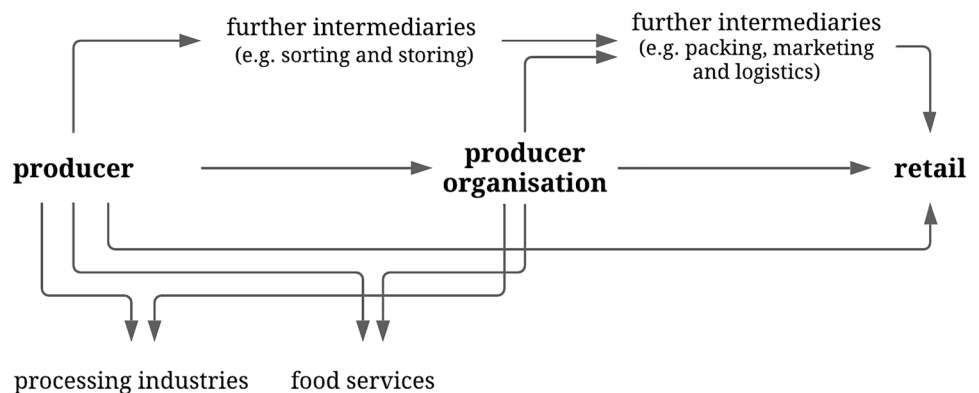 further intermediaries
(e.g. sorting and storing)
further intermediaries
(e.g. packing, marketing
and logistics)
producer
producer
organisation
retail
processing industries
food services